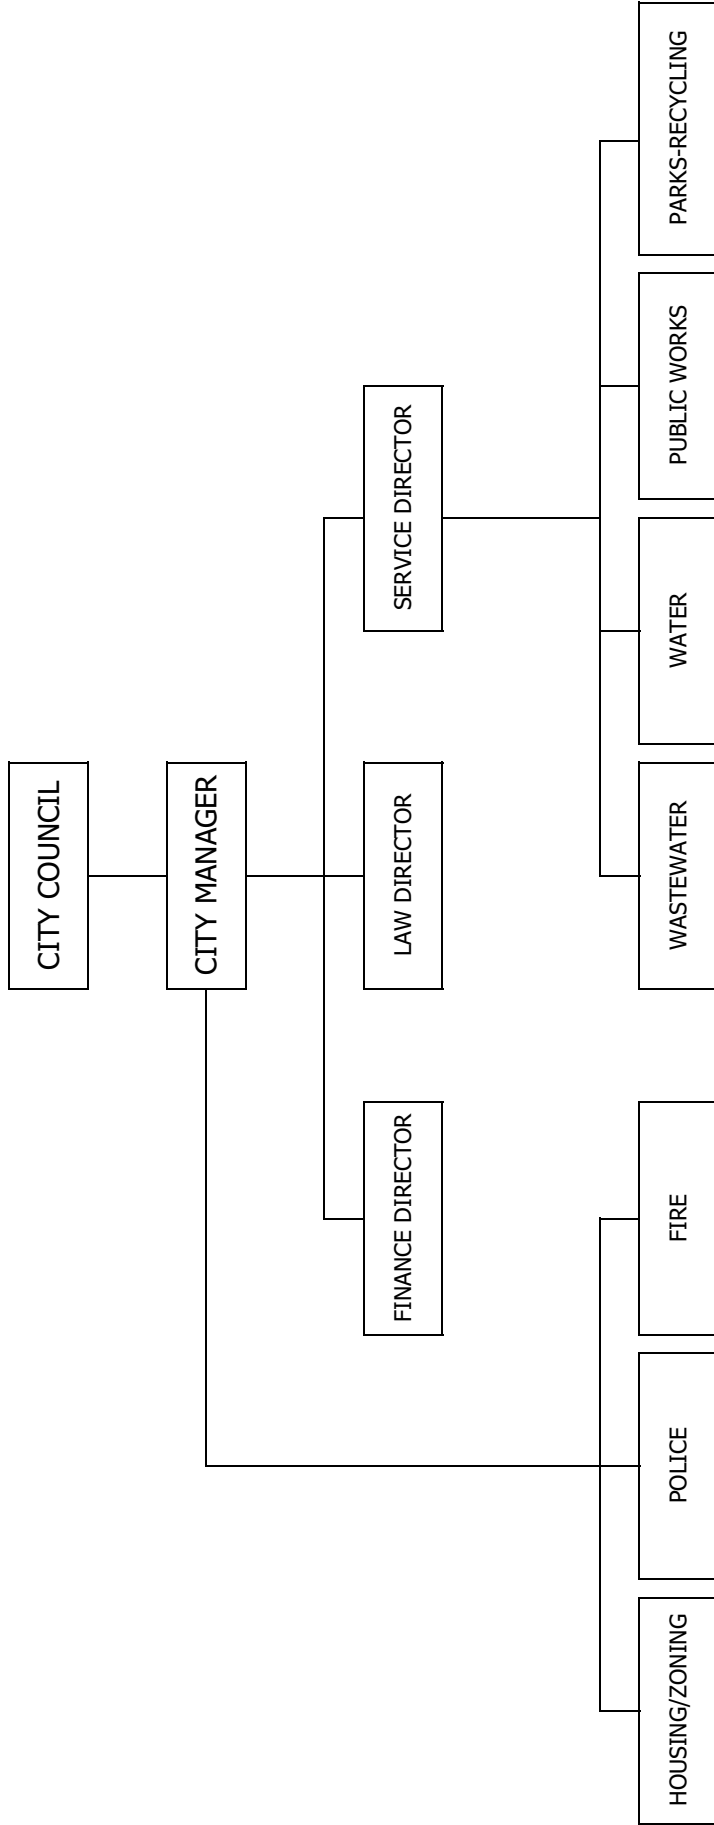 CITY COUNCIL
CITY MANAGER
FINANCE DIRECTOR
LAW DIRECTOR
SERVICE DIRECTOR
HOUSING/ZONING
POLICE
FIRE
WASTEWATER
WATER
PUBLIC WORKS
PARKS-RECYCLING